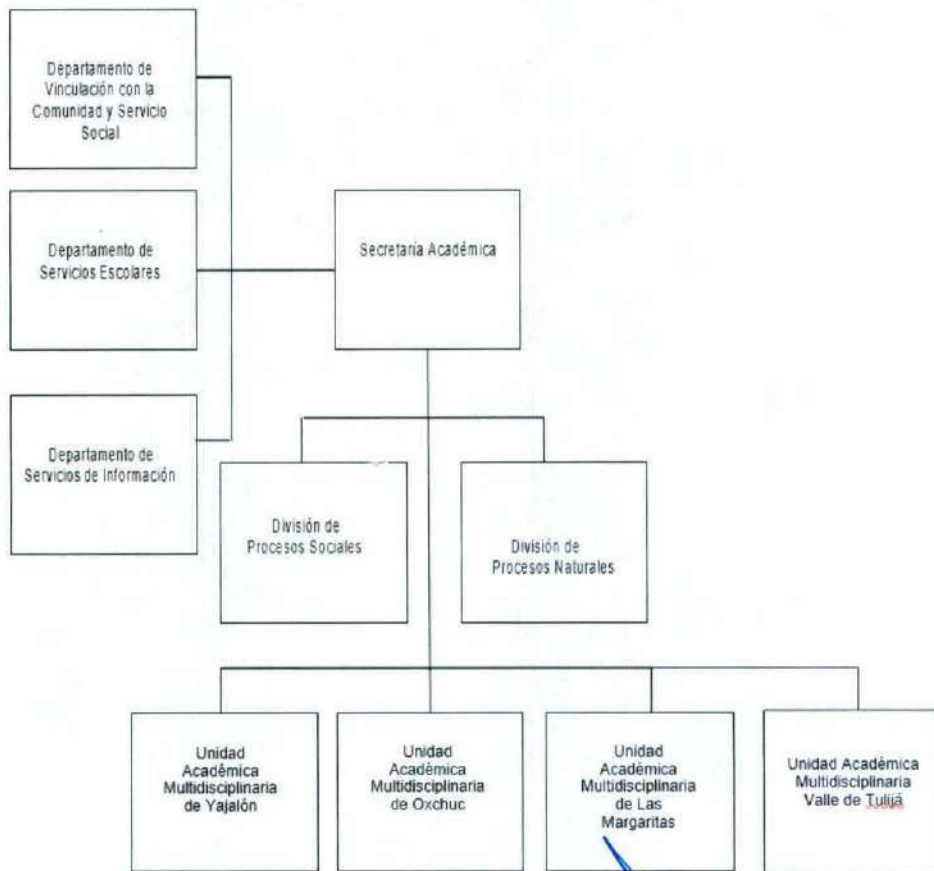 Departamento de
Vinculación con la
Comunidad y Servicio
Social
Departamento de
Servicios Escolares
Secretaría Académica
Departamento de
Servicios de Información
División de
Procesos Sociales
División de
Procesos Naturales
Unidad
Académica
Multidisciplinaria
de Yajalón
Unidad
Académica
Multidisciplinaria
de Oxchuc
Unidad
Académica
Multidisciplinaria
de Las
Margaritas
Unidad Académica
Multidisciplinaria
Valle de Tulijá